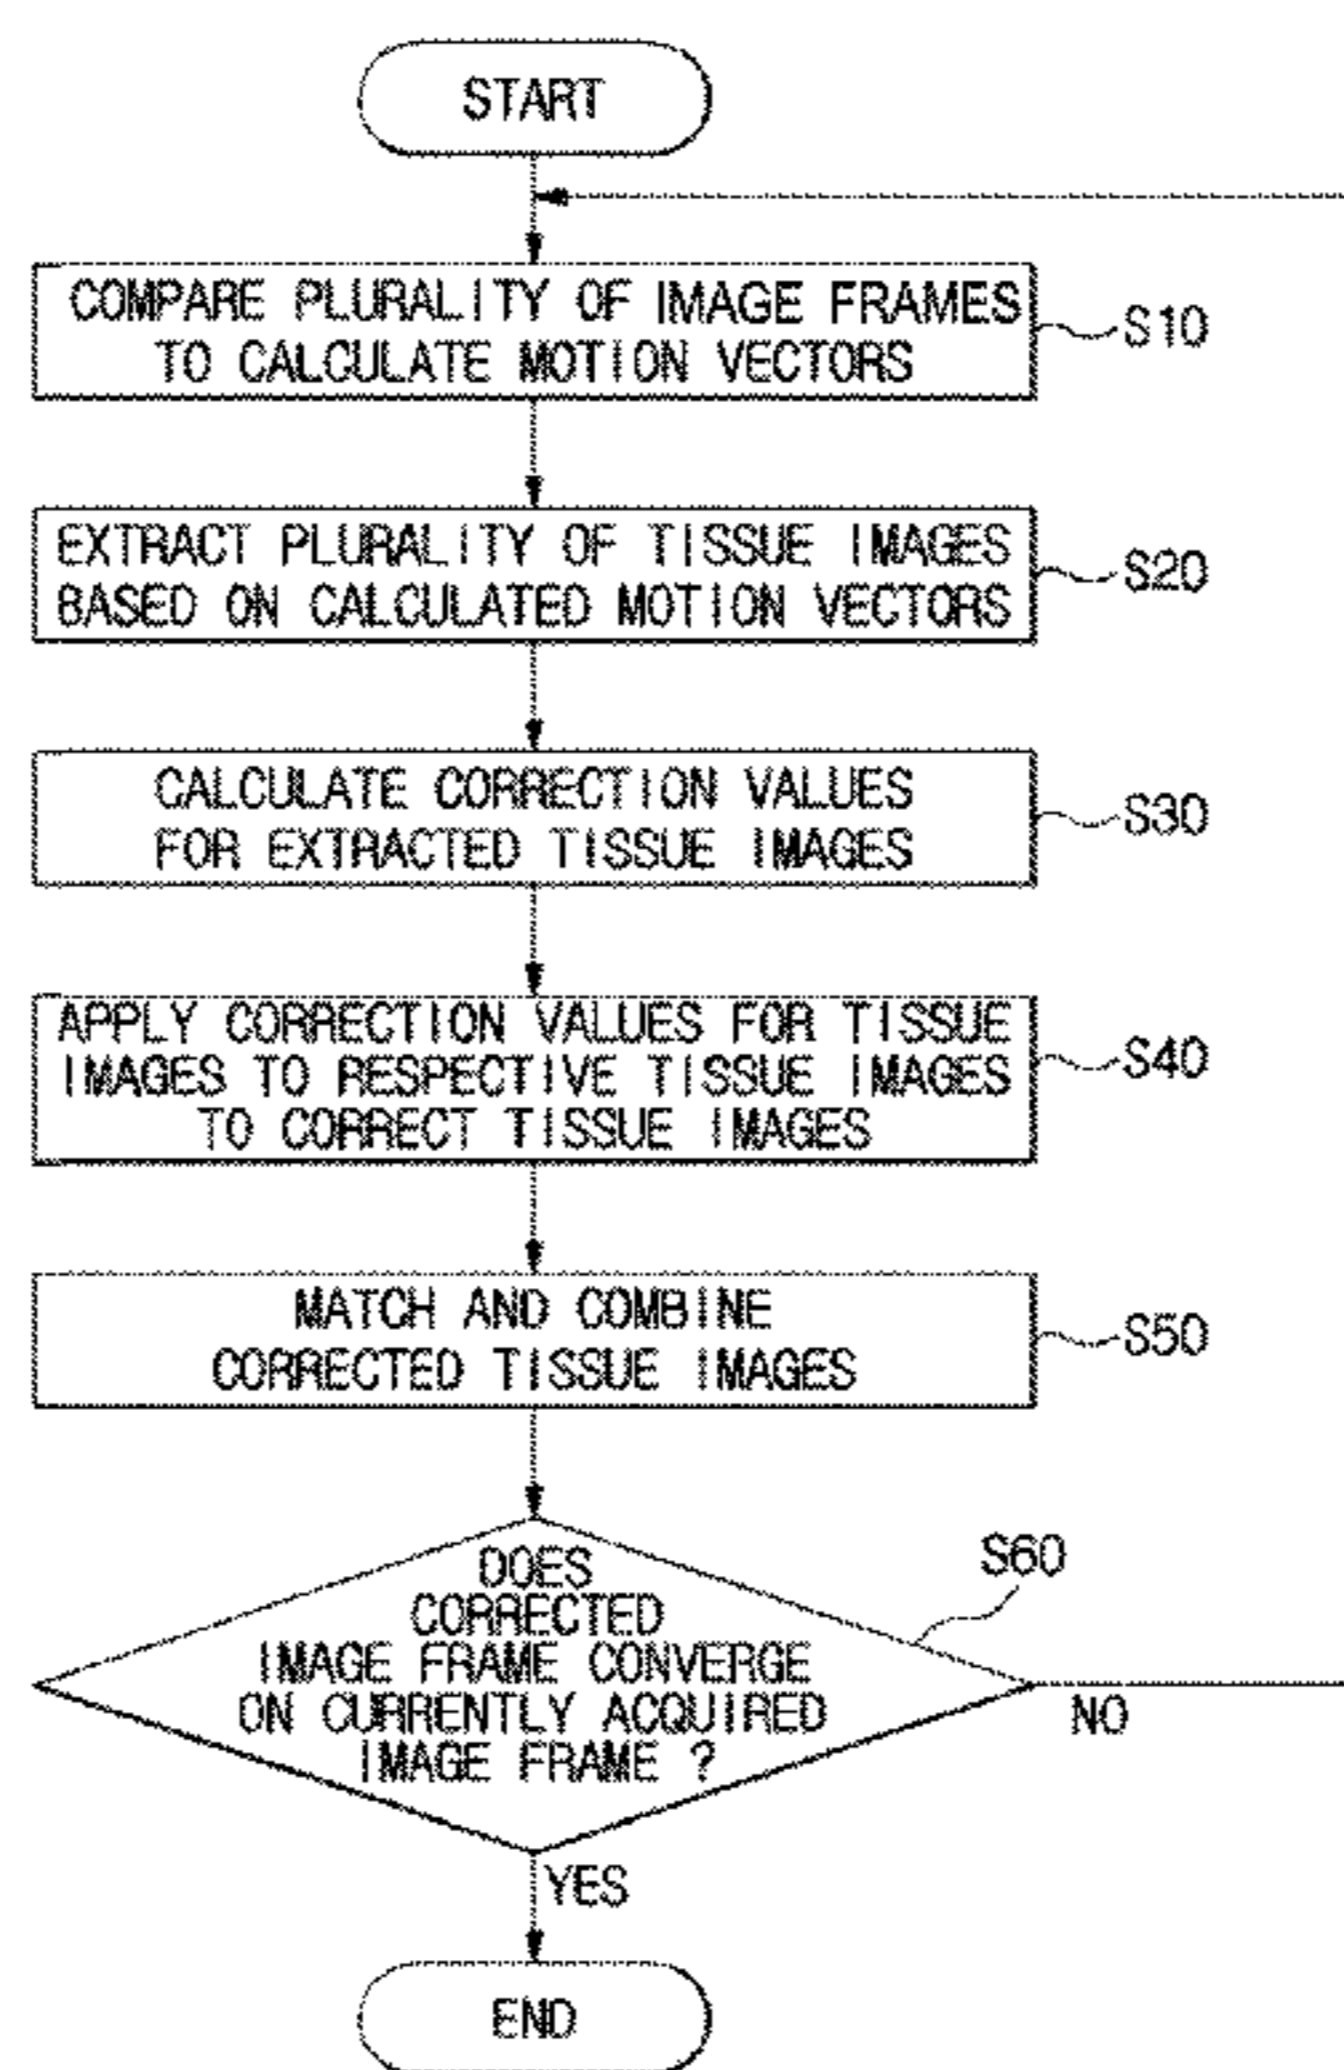 START
COMPARE PLURALITY OF IMAGE FRAMES
TO CALCULATE MOTION VECTORS
S10
EXTRACT PLURALITY OF TISSUE IMAGES
BASED ON CALCULATED MOTION VECTORS
S20
CALCULATE CORRECTION VALUES
FOR EXTRACTED TISSUE IMAGES
S30
APPLY CORRECTION VALUES FOR TISSUE
IMAGES TO RESPECTIVE TISSUE IMAGES
TO CORRECT TISSUE IMAGES
S40
MATCH AND COMBINE
CORRECTED TISSUE IMAGES
S50
DOES
CORRECTED
IMAGE FRAME CONVERGE
ON CURRENTLY ACQUIRED
IMAGE FRAME ?
S60
NO
YES
END